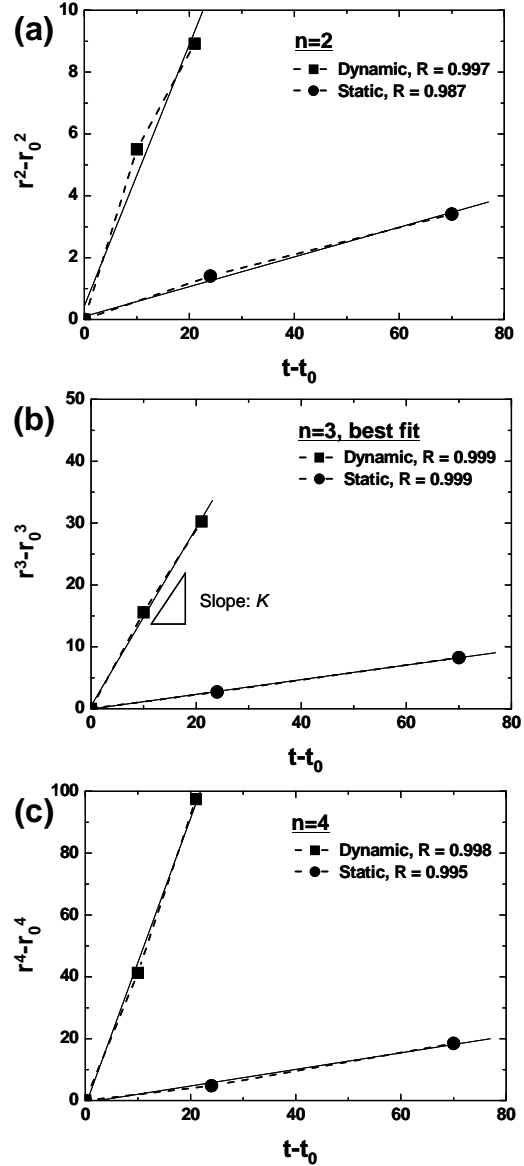 (a)
n=2
Dynamic, R = 0.997
Static, R = 0.987
r²-r₀²
10
8
6
4
2
0
0 20 40 60 80
t-t₀
(b)
n=3, best fit
Dynamic, R = 0.999
Static, R = 0.999
r³-r₀³
50
40
30
20
10
0
Slope: K
0 20 40 60 80
t-t₀
(c)
n=4
Dynamic, R = 0.998
Static, R = 0.995
r⁴-r₀⁴
100
80
60
40
20
0
0 20 40 60 80
t-t₀